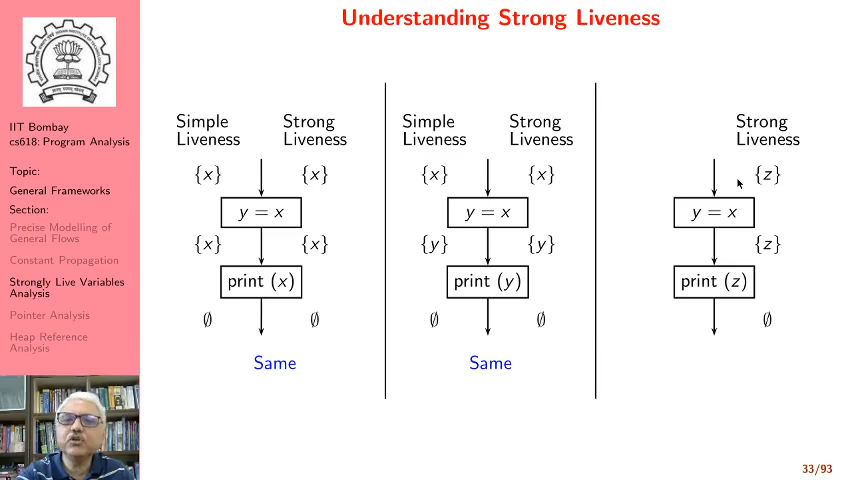 Understanding Strong Liveness
IIT Bombay
cs618: Program Analysis
Topic:
General Frameworks
Section:
Precise Modelling of
General Flows
Constant Propagation
Strongly Live Variables
Analysis
Pointer Analysis
Heap Reference
Analysis
Simple
Liveness
Strong
Liveness
{x}
{x}
y = x
{x}
{x}
print (x)
∅
∅
Same
Simple
Liveness
Strong
Liveness
{x}
{x}
y = x
{y}
{y}
print (y)
∅
∅
Same
Strong
Liveness
{z}
y = x
{z}
print (z)
∅
33/93